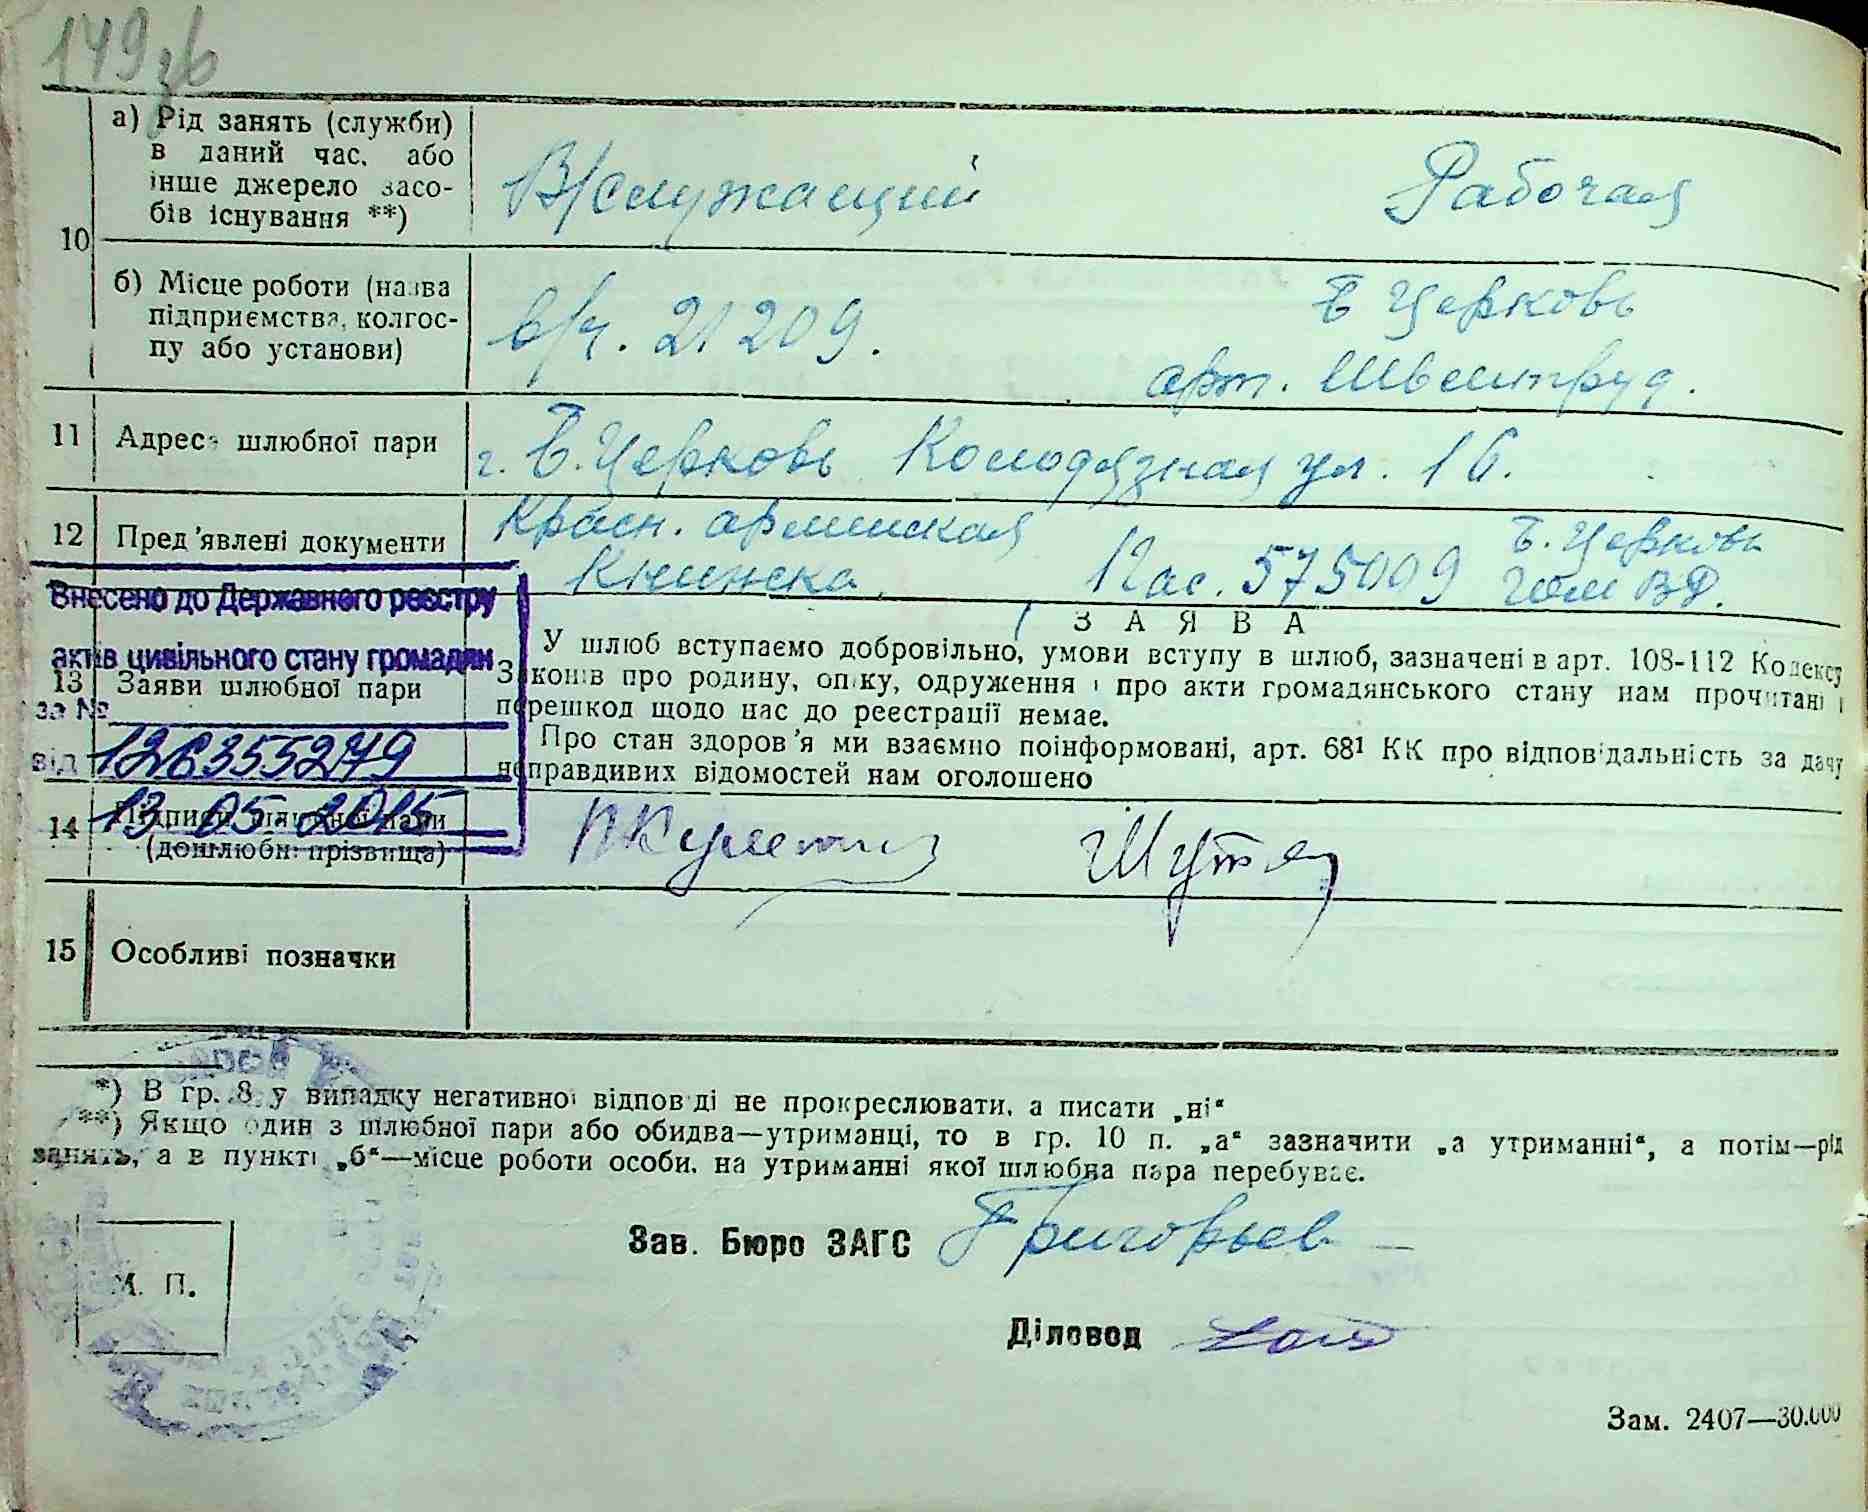 149зв
10
а) Рід занять (служби)
в даний час, або
інше джерело засо-
бів існування **)
В/служащий
Рабочая
б) Місце роботи (назва
підприємства, колгос-
пу або установи)
в/ч. 21209.
Б Церковь
арт. Швейтруд.
11
Адреса шлюбної пари
г. Б.Церковь Колодязная ул. 16.
12
Пред'явлені документи
Красн. армийская
Книжка.
Пас. 575009
Б. Церковь
ВД.
Внесено до Державного реєстру
актів цивільного стану громадян
за №
12635552
від
13 05 2015
13
Заяви шлюбної пари
ЗАЯВА
У шлюб вступаємо добровільно, умови вступу в шлюб, зазначені в арт. 108-112 Кодексу
Законів про родину, опіку, одруження і про акти громадянського стану нам прочитані і
перешкод щодо нас до реєстрації немає.
Про стан здоров'я ми взаємно поінформовані, арт. 68¹ КК про відповідальність за дачу
неправдивих відомостей нам оголошено
14
Підписи шлюбної пари
(дошлюбні прізвища)
Шутя
15
Особливі позначки
*) В гр. 8 у випадку негативної відповіді не прокреслювати, а писати „ні“
**) Якщо один з шлюбної пари або обидва—утриманці, то в гр. 10 п. „а“ зазначити „а утриманні“, а потім—рід
занять, а в пункті „б“—місце роботи особи, на утриманні якої шлюбна пара перебуває.
Зав. Бюро ЗАГС Григорьев
М. П.
Діловод
Зам. 2407—30.000